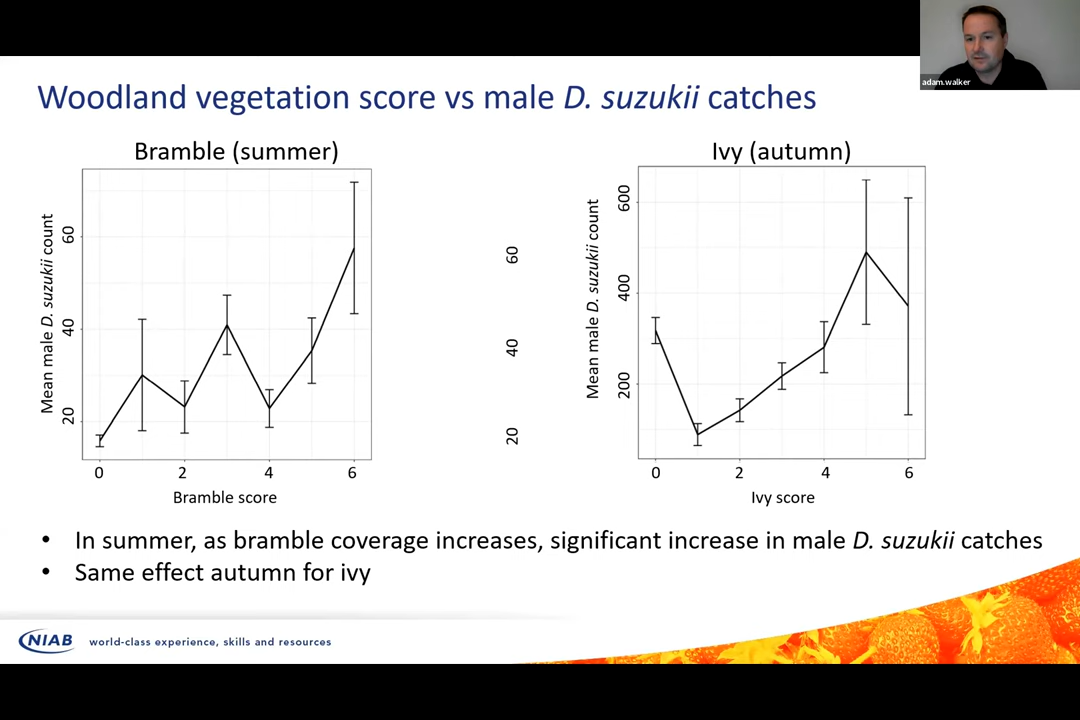 adam.walker
Woodland vegetation score vs male D. suzukii catches
Bramble (summer)
Mean male D. suzukii count
60
40
20
0 2 4 6
Bramble score
60
40
20
Ivy (autumn)
Mean male D. suzukii count
600
400
200
0 2 4 6
Ivy score
• In summer, as bramble coverage increases, significant increase in male D. suzukii catches
• Same effect autumn for ivy
NIAB world-class experience, skills and resources